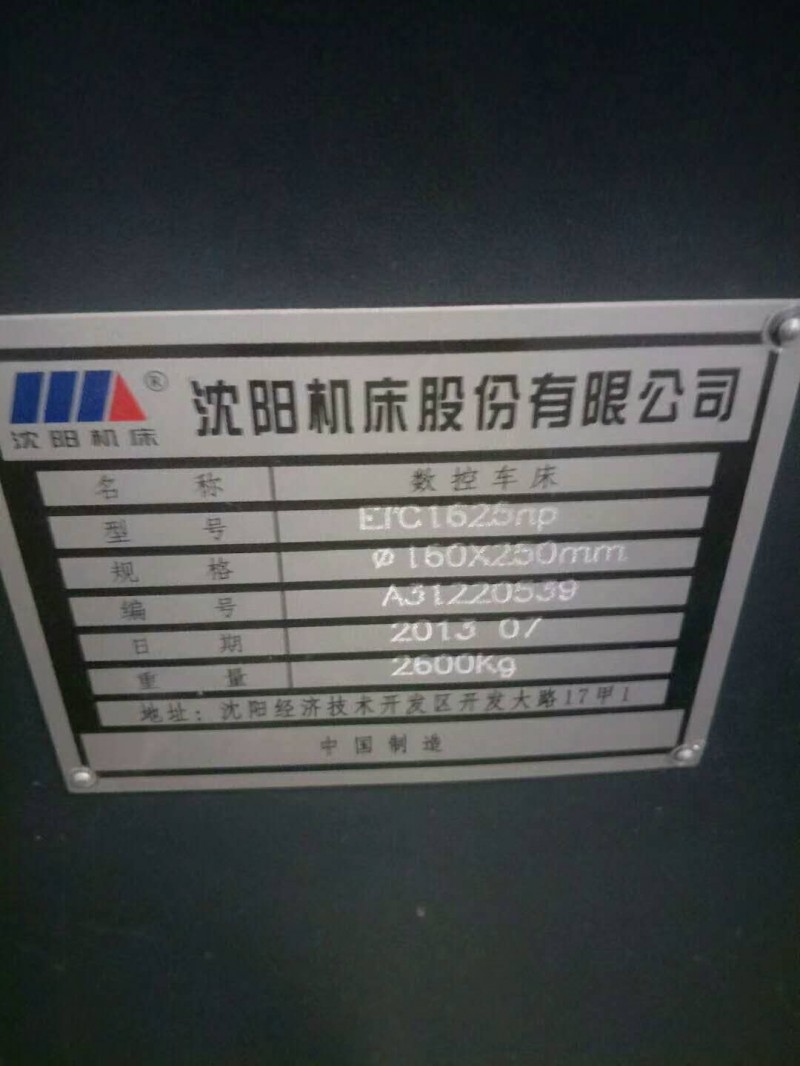 沈阳机床® 沈阳机床股份有限公司
名 称 数控车床
型 号 ETC1625np
规 格 ø160X250mm
编 号 A31220539
日 期 2013 07
重 量 2600Kg
地址：沈阳经济技术开发区开发大路17甲1
中国制造